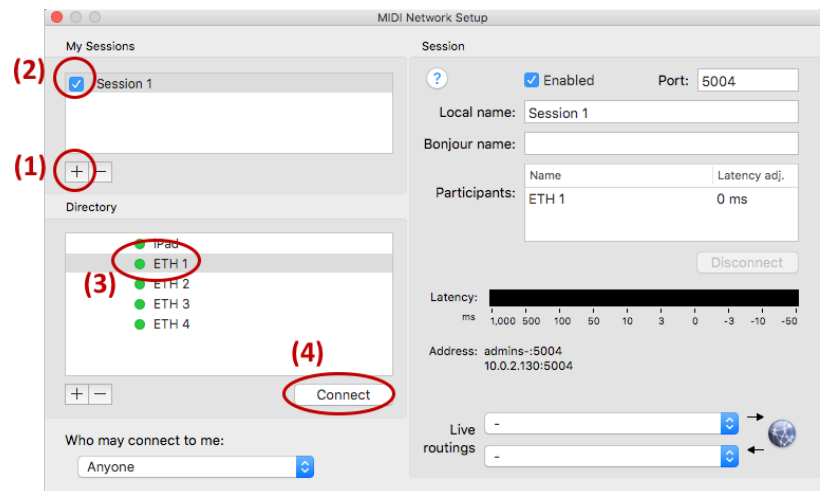 MIDI Network Setup
My Sessions
(2)
Session 1
(1)
+ −
Directory
iPad
ETH 1
(3)
ETH 2
ETH 3
ETH 4
(4)
+ −
Connect
Who may connect to me:
Anyone
Session
?
Enabled
Port: 5004
Local name: Session 1
Bonjour name:
Participants:
Name Latency adj.
ETH 1 0 ms
Disconnect
Latency:
ms 1,000 500 100 50 10 3 0 -3 -10 -50
Address: admins-:5004
10.0.2.130:5004
Live routings
-
-